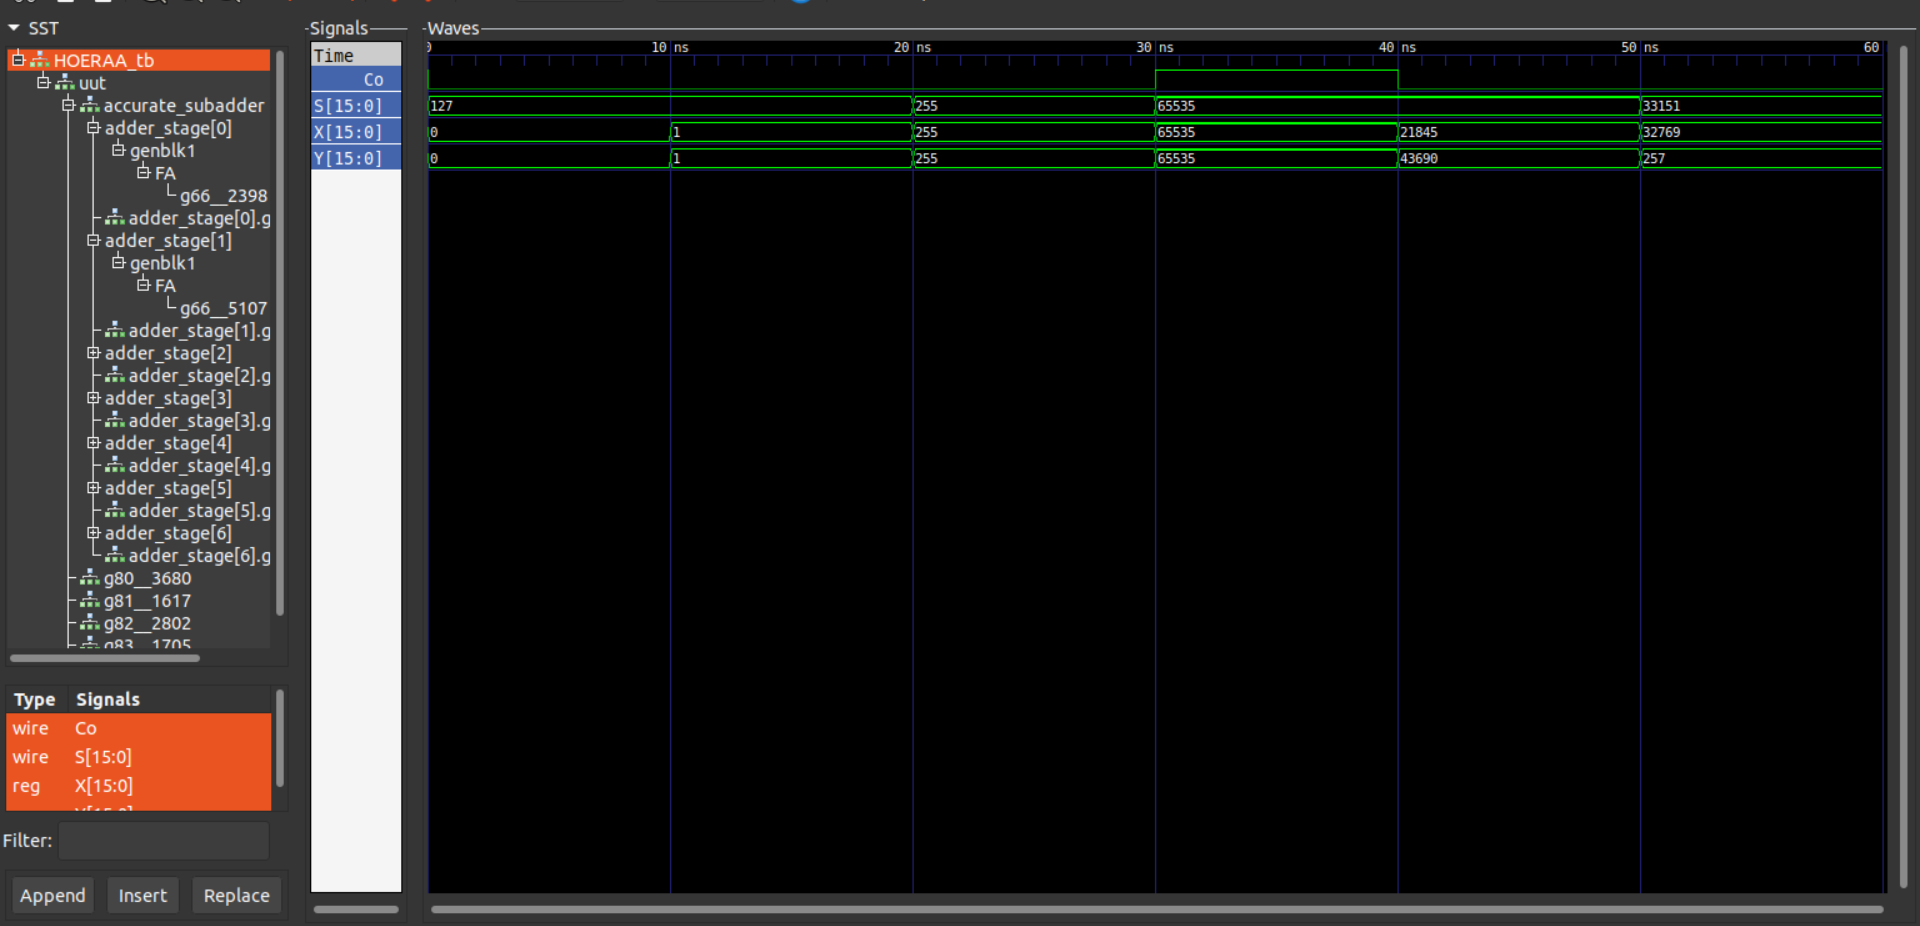 SST
HOERAA_tb
uut
accurate_subadder
adder_stage[0]
genblk1
FA
g66__2398
adder_stage[0].g
adder_stage[1]
genblk1
FA
g66__5107
adder_stage[1].g
adder_stage[2]
adder_stage[2].g
adder_stage[3]
adder_stage[3].g
adder_stage[4]
adder_stage[4].g
adder_stage[5]
adder_stage[5].g
adder_stage[6]
adder_stage[6].g
g80__3680
g81__1617
g82__2802
g83__1705
Type Signals
wire Co
wire S[15:0]
reg X[15:0]
Filter:
Append Insert Replace
Signals
Time
Co
S[15:0]
X[15:0]
Y[15:0]
Waves
0 10 ns 20 ns 30 ns 40 ns 50 ns 60
127 255 65535 33151
0 1 255 65535 21845 32769
0 1 255 65535 43690 257